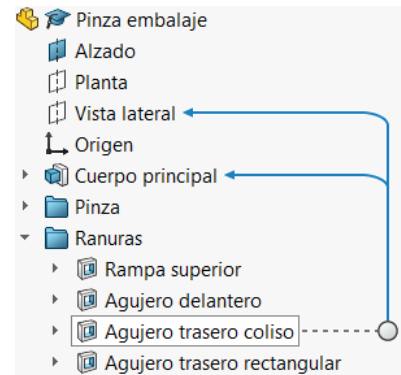 Pinza embalaje
Alzado
Planta
Vista lateral
Origen
Cuerpo principal
Pinza
Ranuras
Rampa superior
Agujero delantero
Agujero trasero coliso
Agujero trasero rectangular